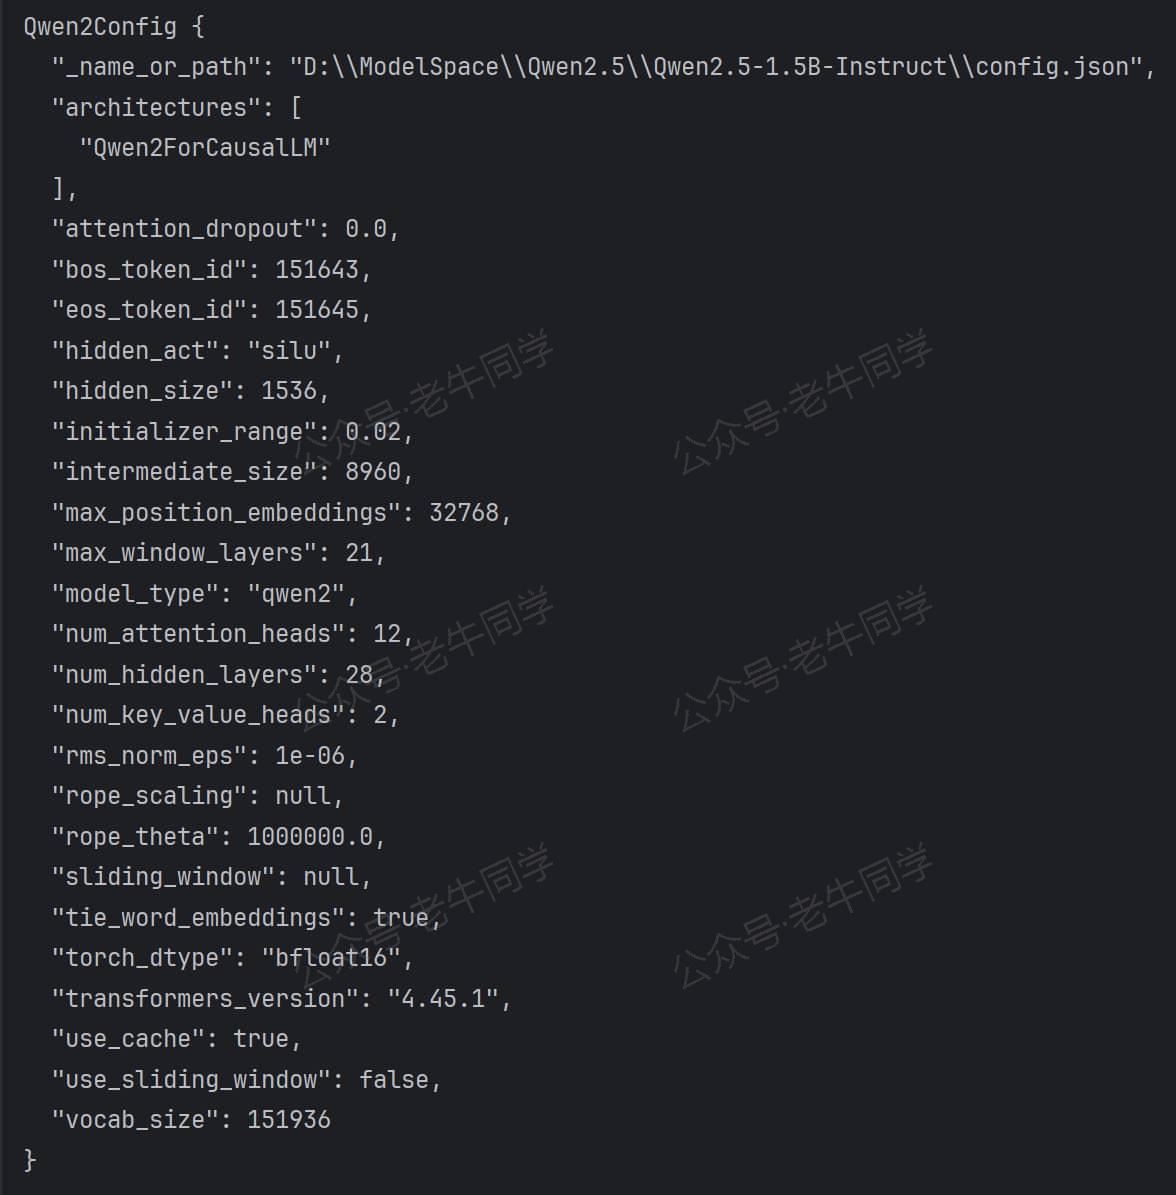 Qwen2Config {
  "_name_or_path": "D:\\ModelSpace\\Qwen2.5\\Qwen2.5-1.5B-Instruct\\config.json",
  "architectures": [
    "Qwen2ForCausalLM"
  ],
  "attention_dropout": 0.0,
  "bos_token_id": 151643,
  "eos_token_id": 151645,
  "hidden_act": "silu",
  "hidden_size": 1536,
  "initializer_range": 0.02,
  "intermediate_size": 8960,
  "max_position_embeddings": 32768,
  "max_window_layers": 21,
  "model_type": "qwen2",
  "num_attention_heads": 12,
  "num_hidden_layers": 28,
  "num_key_value_heads": 2,
  "rms_norm_eps": 1e-06,
  "rope_scaling": null,
  "rope_theta": 1000000.0,
  "sliding_window": null,
  "tie_word_embeddings": true,
  "torch_dtype": "bfloat16",
  "transformers_version": "4.45.1",
  "use_cache": true,
  "use_sliding_window": false,
  "vocab_size": 151936
}
公众号·老牛同学
公众号·老牛同学
公众号·老牛同学
公众号·老牛同学
公众号·老牛同学
公众号·老牛同学